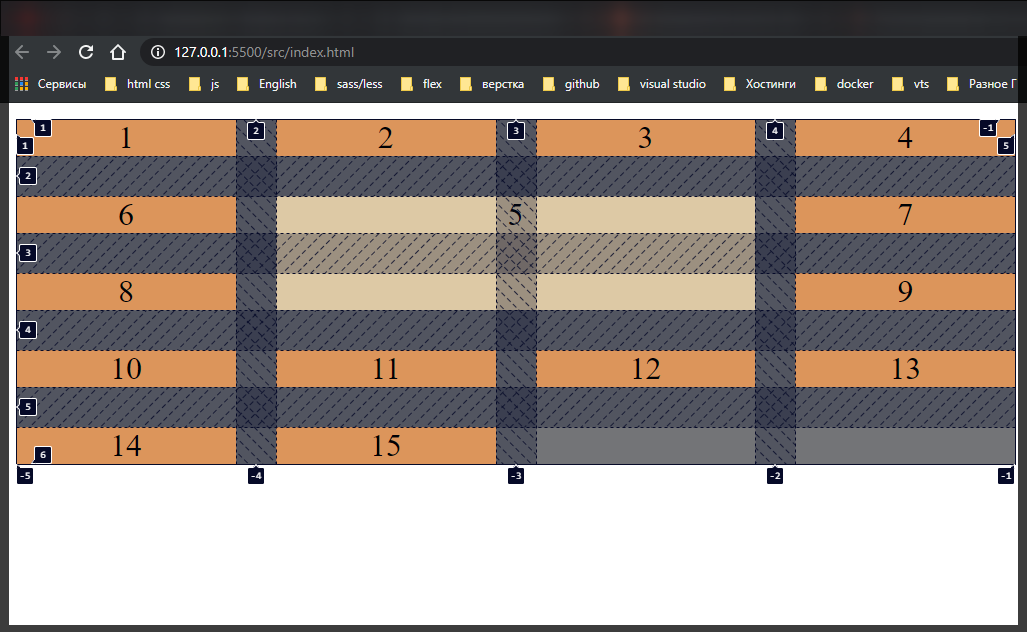 127.0.0.1:5500/src/index.html
Сервисы html css js English sass/less flex верстка github visual studio Хостинги docker vts Разное Г
1 2 3 4 -1
1 1 2 3 4 5
2
6 5 7
3
8 9
4
10 11 12 13
5
14 15
6
-5 -4 -3 -2 -1